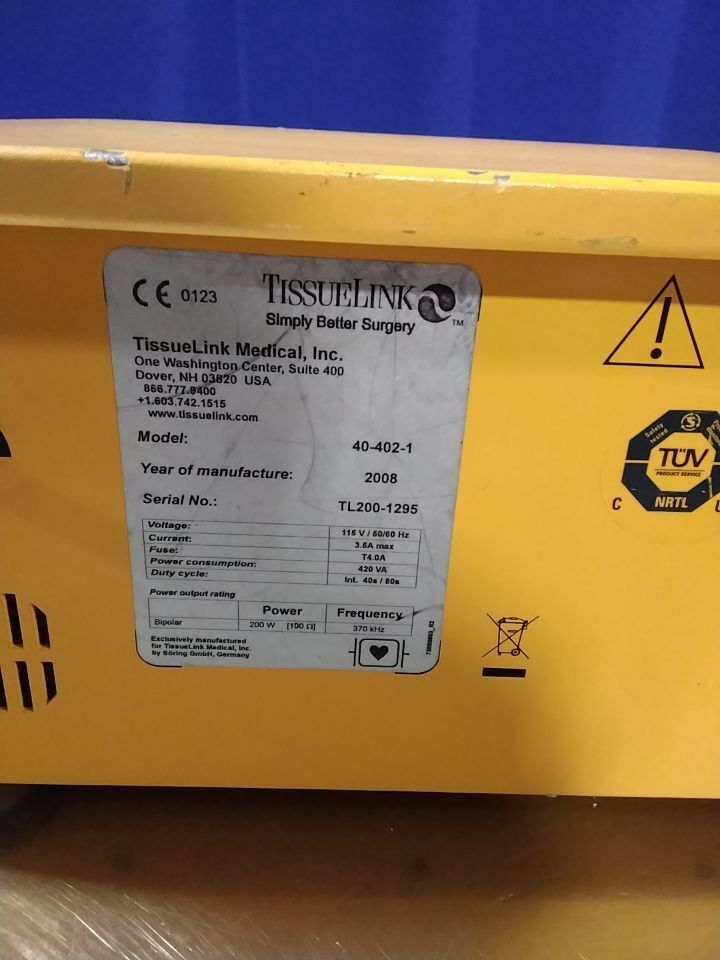 CE 0123
TISSUELINK ™
Simply Better Surgery
TissueLink Medical, Inc.
One Washington Center, Suite 400
Dover, NH 03820 USA
866.777.9400
+1.603.742.1515
www.tissuelink.com
Model: 40-402-1
Year of manufacture: 2008
Serial No.: TL200-1295
Voltage: 115 V / 50/60 Hz
Current: 3.5A max
Fuse: T4.0A
Power consumption: 420 VA
Duty cycle: Int. 40s / 80s
Power output rating
Power Frequency
Bipolar 200 W [100 Ω] 370 kHz
Exclusively manufactured
for TissueLink Medical, Inc.
by Söring GmbH, Germany
!
Safety
tested
S
TÜV
PRODUCT SERVICE
C NRTL